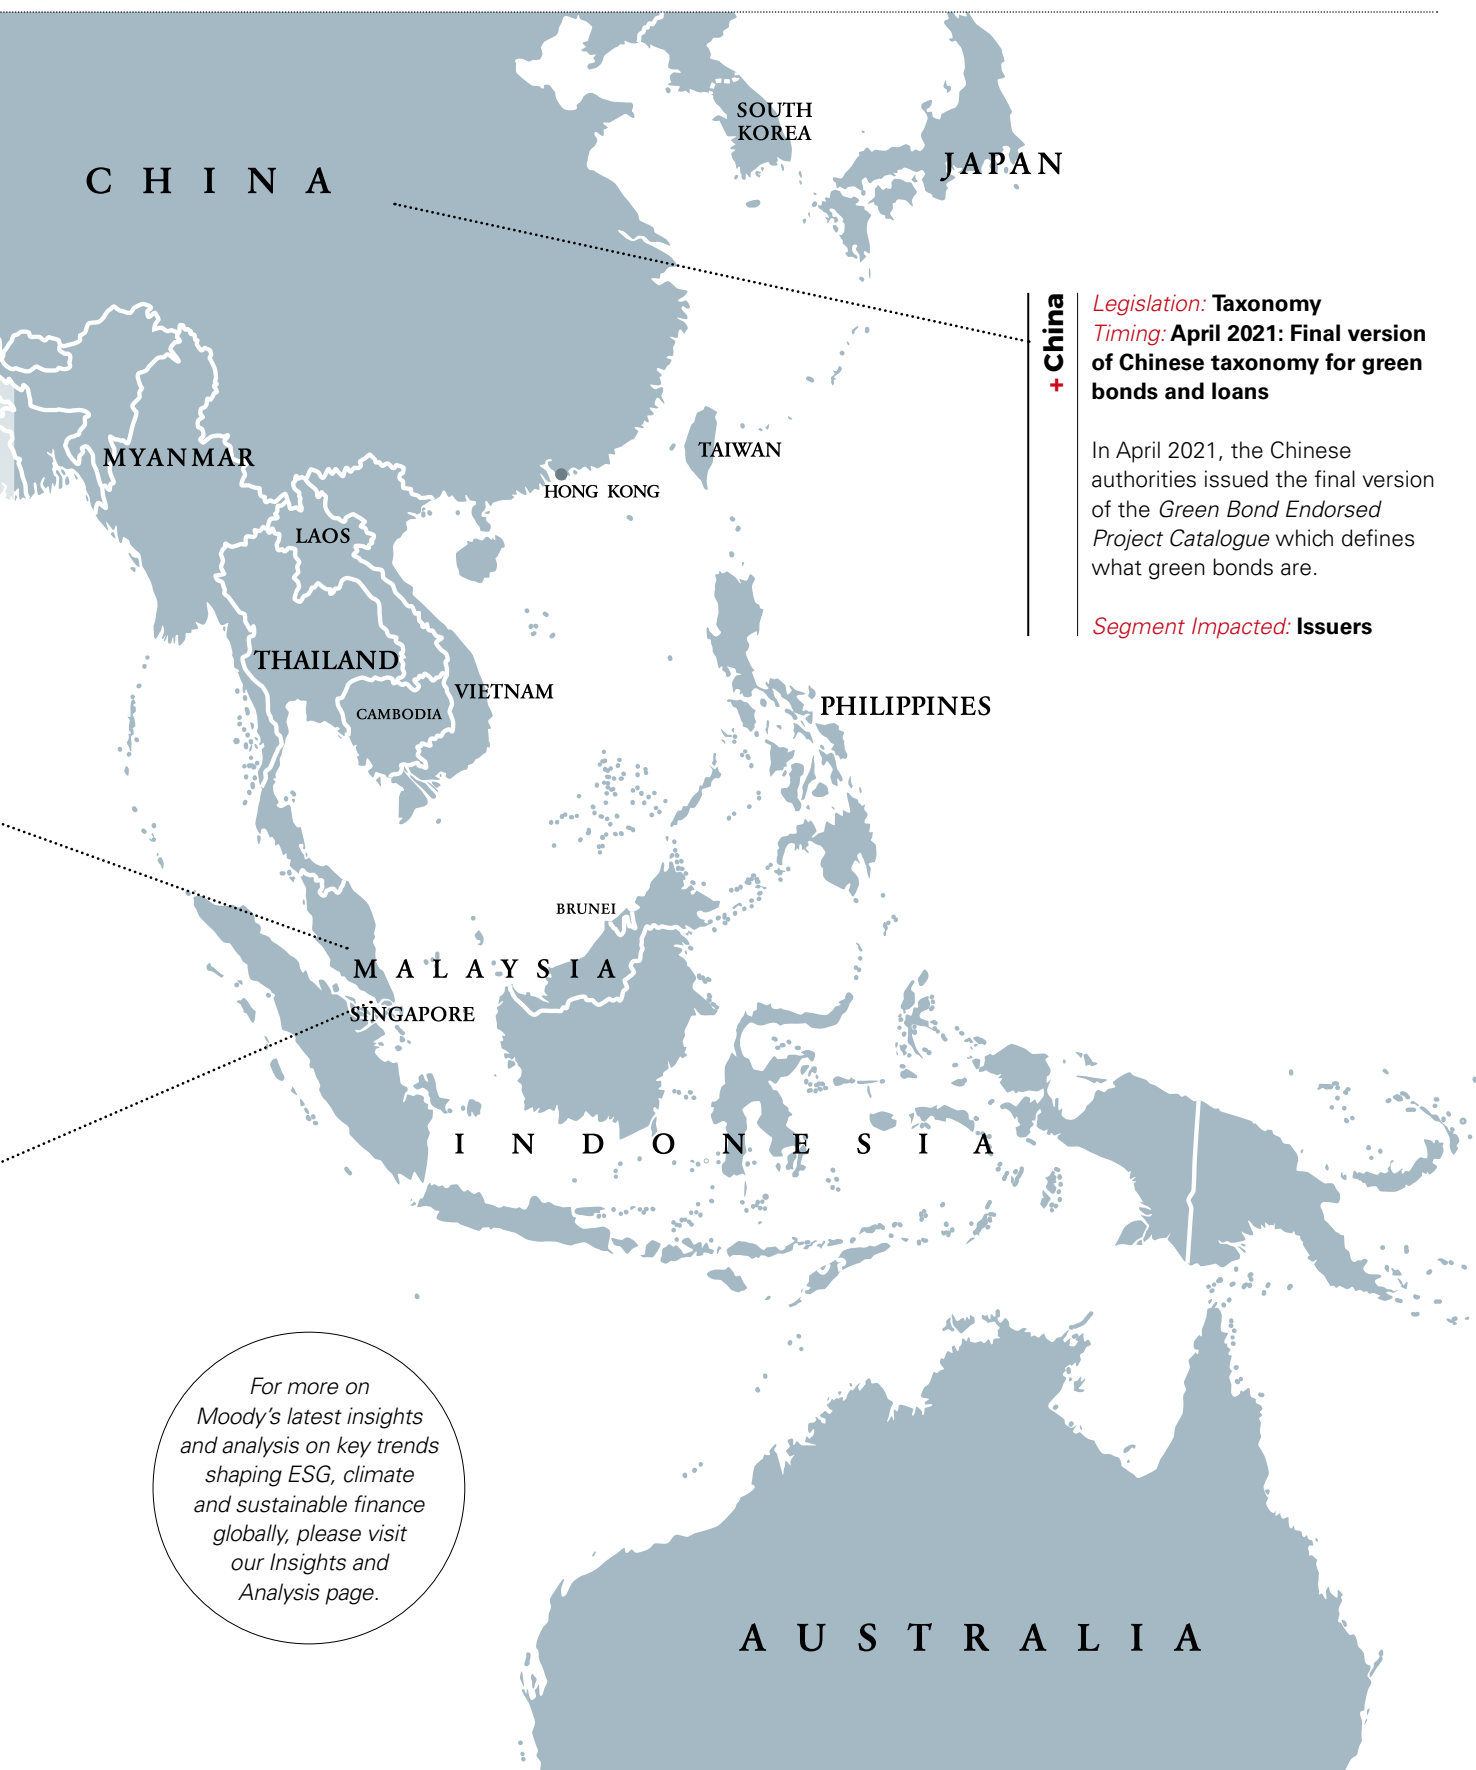 SOUTH
KOREA
JAPAN
CHINA
+ China
Legislation: Taxonomy
Timing: April 2021: Final version
of Chinese taxonomy for green
bonds and loans
In April 2021, the Chinese
authorities issued the final version
of the Green Bond Endorsed
Project Catalogue which defines
what green bonds are.
Segment Impacted: Issuers
MYANMAR
TAIWAN
HONG KONG
LAOS
THAILAND
VIETNAM
CAMBODIA
PHILIPPINES
BRUNEI
MALAYSIA
SINGAPORE
INDONESIA
For more on
Moody's latest insights
and analysis on key trends
shaping ESG, climate
and sustainable finance
globally, please visit
our Insights and
Analysis page.
AUSTRALIA